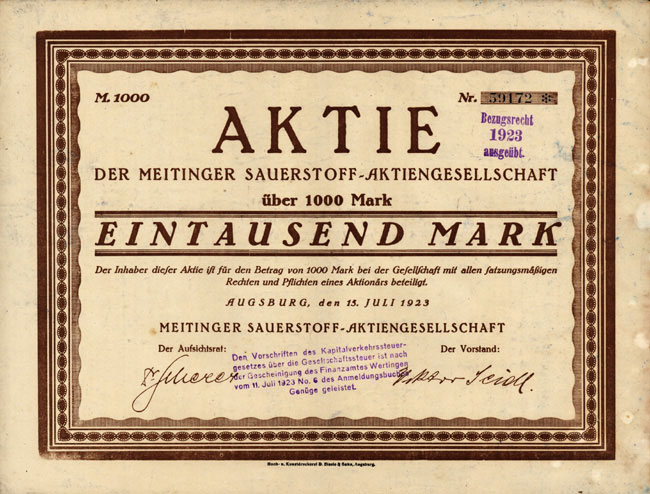 M. 1000
Nr. 59172 ✻
Bezugsrecht
1923
ausgeübt.
AKTIE
DER MEITINGER SAUERSTOFF-AKTIENGESELLSCHAFT
über 1000 Mark
EINTAUSEND MARK
Der Inhaber dieser Aktie ist für den Betrag von 1000 Mark bei der Gesellschaft mit allen satzungsmäßigen
Rechten und Pflichten eines Aktionärs beteiligt.
AUGSBURG, den 15. JULI 1923
MEITINGER SAUERSTOFF-AKTIENGESELLSCHAFT
Der Aufsichtsrat:
Der Vorstand:
Den Vorschriften des Kapitalverkehrssteuer-
gesetzes über die Gesellschaftssteuer ist nach
der Bescheinigung des Finanzamtes Wertingen
vom 11. Juli 1923 No. 6 des Anmeldungsbuches
Genüge geleistet.
Dr Scherer
Viktor Seidl.
Buch- u. Kunstdruckerei & Sohn, Augsburg.